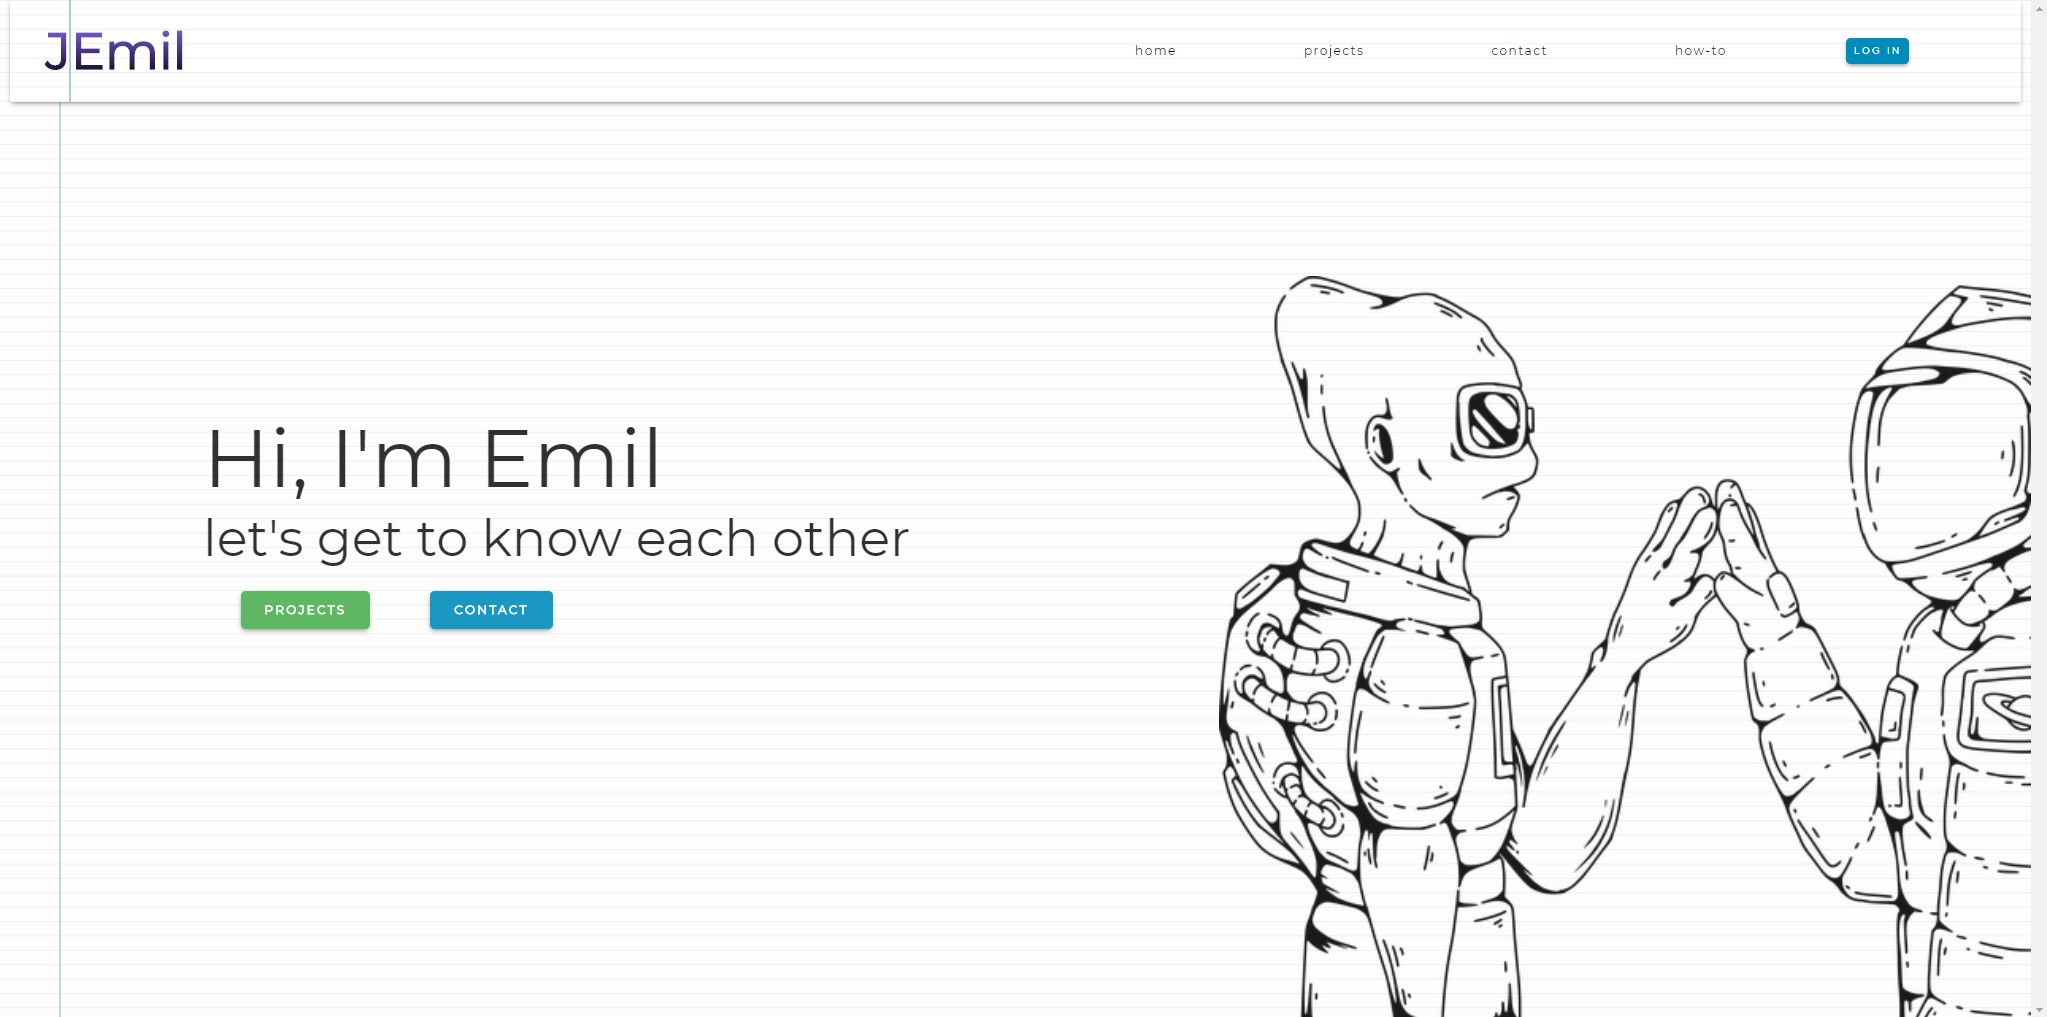 JEmil
home projects contact how-to LOG IN
Hi, I'm Emil
let's get to know each other
PROJECTS CONTACT